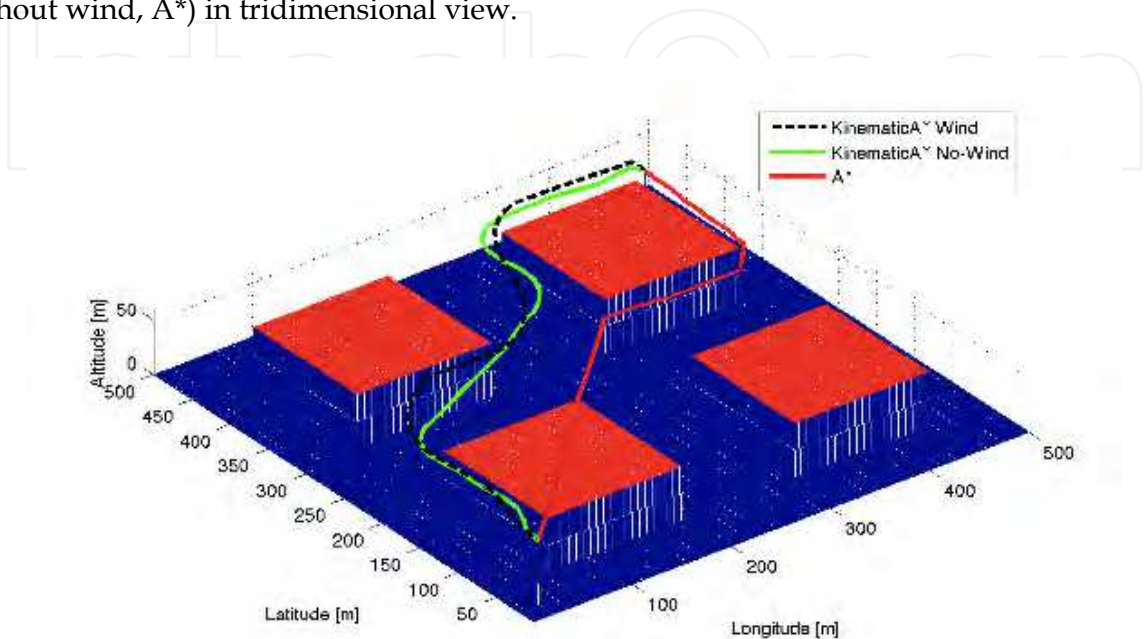 hout wind, A*) in tridimensional view.
KinematicA* Wind
KinematicA* No-Wind
A*
Altitude [m]
50
0
500
450
400
350
300
250
200
150
100
50
Latitude [m]
100
200
300
400
500
Longitude [m]